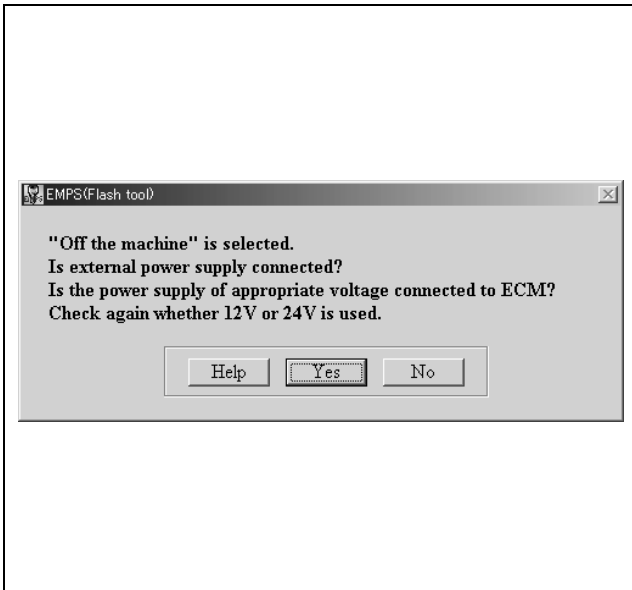 EMPS(Flash tool)
"Off the machine" is selected.
Is external power supply connected?
Is the power supply of appropriate voltage connected to ECM?
Check again whether 12V or 24V is used.
Help Yes No